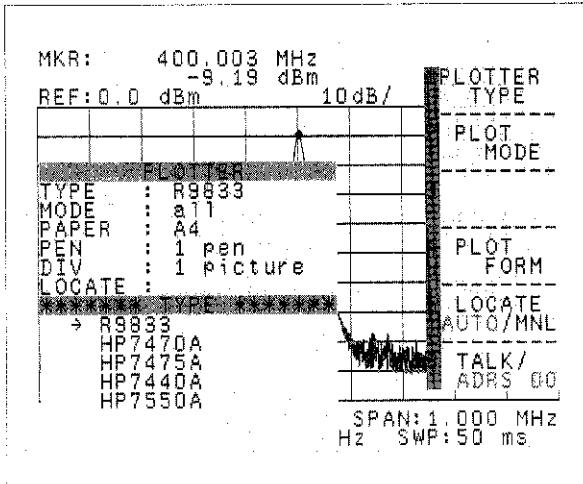 MKR: 400.003 MHz
-9.19 dBm
REF:0.0 dBm 10dB/
PLOTTER
TYPE
PLOT
MODE
PLOTTER
TYPE : R9833
MODE : all
PAPER : A4
PEN : 1 pen
DIV : 1 picture
LOCATE :
******* TYPE *******
→ R9833
HP7470A
HP7475A
HP7440A
HP7550A
PLOT
FORM
LOCATE
AUTO/MNL
TALK/
ADRS 00
SPAN:1.000 MHz
Hz SWP:50 ms